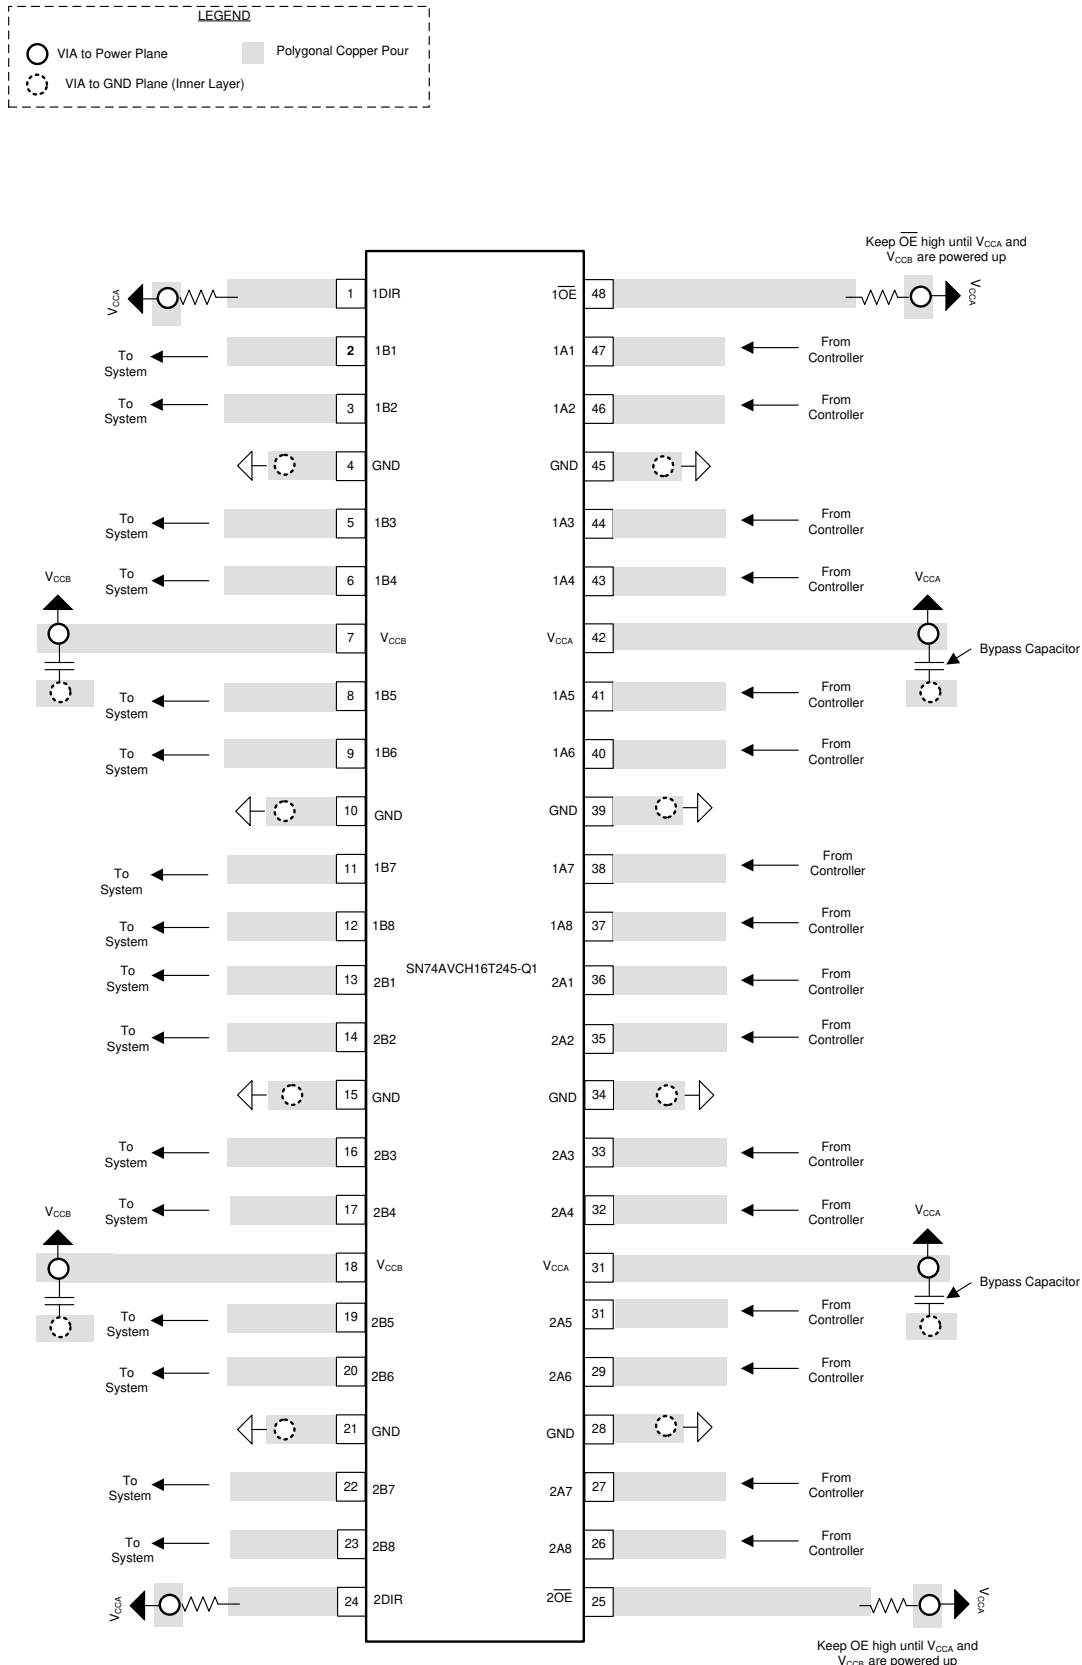 LEGEND
VIA to Power Plane Polygonal Copper Pour
VIA to GND Plane (Inner Layer)
Keep OE high until VCCA and
VCCB are powered up
VCCA 1 1DIR 1OE 48 VCCA
To System 2 1B1 1A1 47 From Controller
To System 3 1B2 1A2 46 From Controller
4 GND GND 45
To System 5 1B3 1A3 44 From Controller
To System 6 1B4 1A4 43 From Controller
VCCB VCCA
7 VCCB VCCA 42
Bypass Capacitor
To System 8 1B5 1A5 41 From Controller
To System 9 1B6 1A6 40 From Controller
10 GND GND 39
To System 11 1B7 1A7 38 From Controller
To System 12 1B8 1A8 37 From Controller
SN74AVCH16T245-Q1
To System 13 2B1 2A1 36 From Controller
To System 14 2B2 2A2 35 From Controller
15 GND GND 34
To System 16 2B3 2A3 33 From Controller
To System 17 2B4 2A4 32 From Controller
VCCB VCCA
18 VCCB VCCA 31
Bypass Capacitor
To System 19 2B5 2A5 31 From Controller
To System 20 2B6 2A6 29 From Controller
21 GND GND 28
To System 22 2B7 2A7 27 From Controller
To System 23 2B8 2A8 26 From Controller
VCCA 24 2DIR 2OE 25 VCCA
Keep OE high until VCCA and
VCCB are powered up